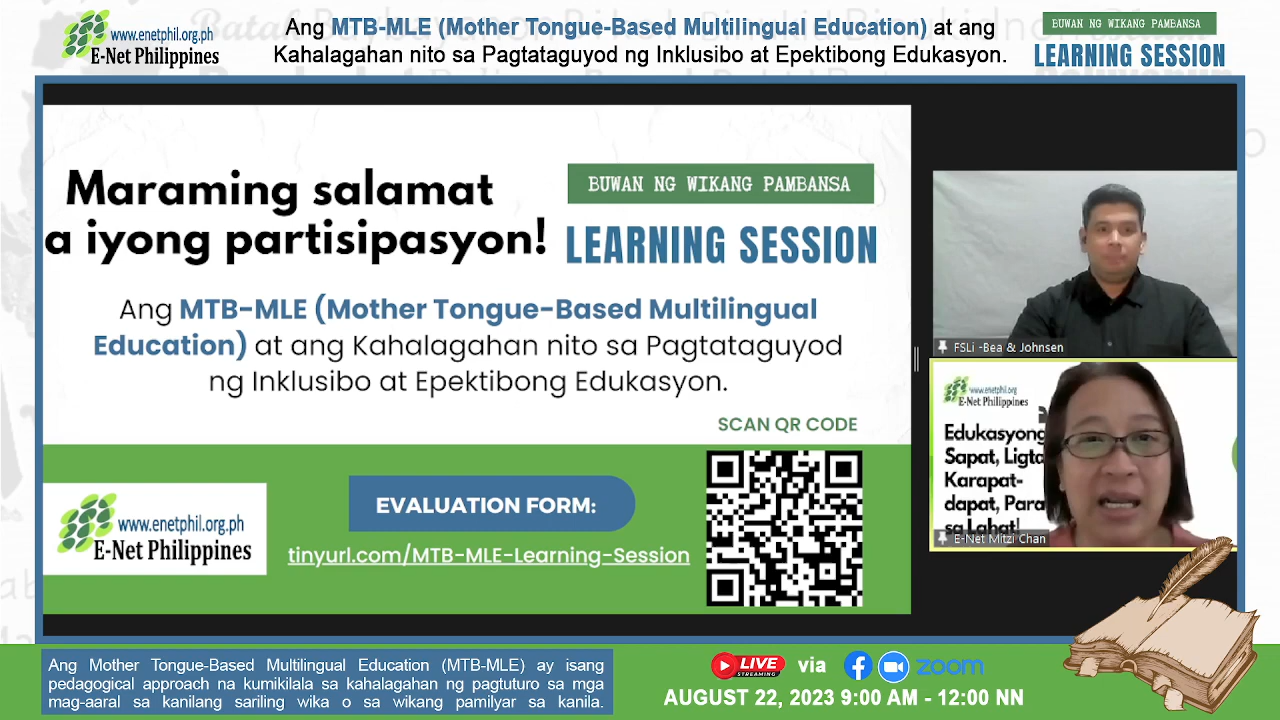 www.enetphil.org.ph
E-Net Philippines
Ang MTB-MLE (Mother Tongue-Based Multilingual Education) at ang
Kahalagahan nito sa Pagtataguyod ng Inklusibo at Epektibong Edukasyon.
BUWAN NG WIKANG PAMBANSA
LEARNING SESSION
Maraming salamat
a iyong partisipasyon!
BUWAN NG WIKANG PAMBANSA
LEARNING SESSION
Ang MTB-MLE (Mother Tongue-Based Multilingual
Education) at ang Kahalagahan nito sa Pagtataguyod
ng Inklusibo at Epektibong Edukasyon.
SCAN QR CODE
www.enetphil.org.ph
E-Net Philippines
EVALUATION FORM:
tinyurl.com/MTB-MLE-Learning-Session
FSLi -Bea & Johnsen
www.enetphil.org
E-Net Philippines
Edukasyong
Sapat, Ligta
Karapat-
dapat, Para
sa Lahat!
E-Net Mitzi Chan
Ang Mother Tongue-Based Multilingual Education (MTB-MLE) ay isang
pedagogical approach na kumikilala sa kahalagahan ng pagtuturo sa mga
mag-aaral sa kanilang sariling wika o sa wikang pamilyar sa kanila.
LIVE
STREAMING
via
zoom
AUGUST 22, 2023 9:00 AM - 12:00 NN